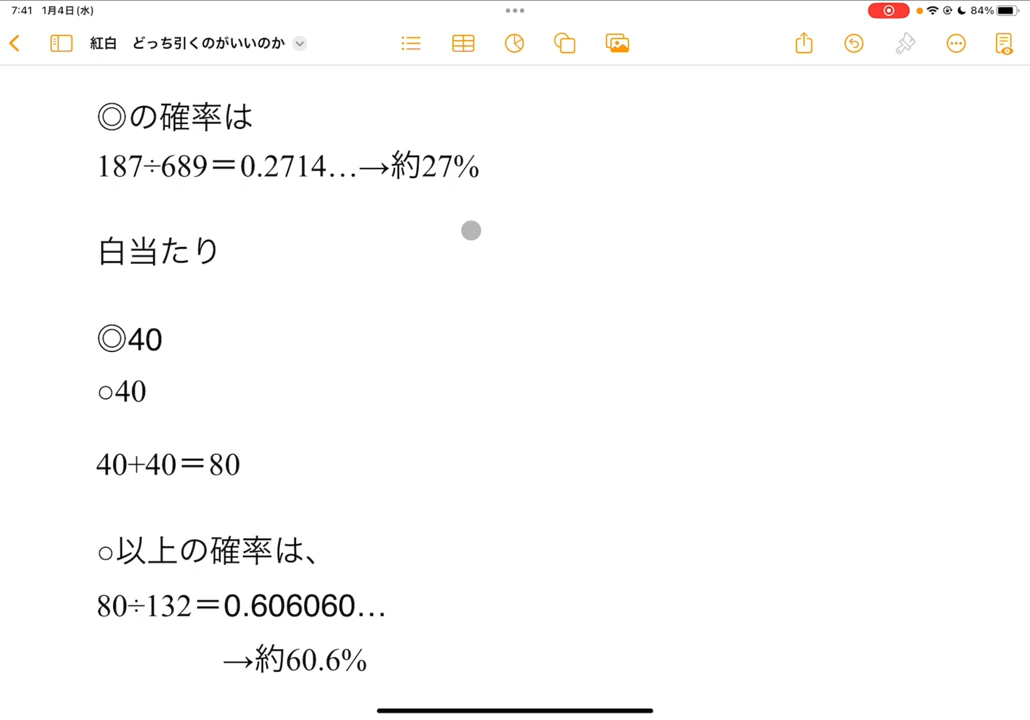 7:41 1月4日(水)
84%
紅白 どっち引くのがいいのか
◎の確率は
187÷689＝0.2714…→約27%
白当たり
◎40
○40
40+40＝80
○以上の確率は、
80÷132＝0.606060…
→約60.6%